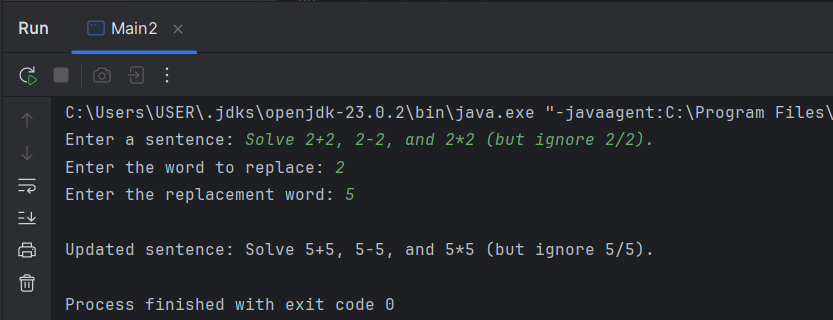 Run Main2
C:\Users\USER\.jdks\openjdk-23.0.2\bin\java.exe "-javaagent:C:\Program Files\
Enter a sentence: Solve 2+2, 2-2, and 2*2 (but ignore 2/2).
Enter the word to replace: 2
Enter the replacement word: 5
Updated sentence: Solve 5+5, 5-5, and 5*5 (but ignore 5/5).
Process finished with exit code 0